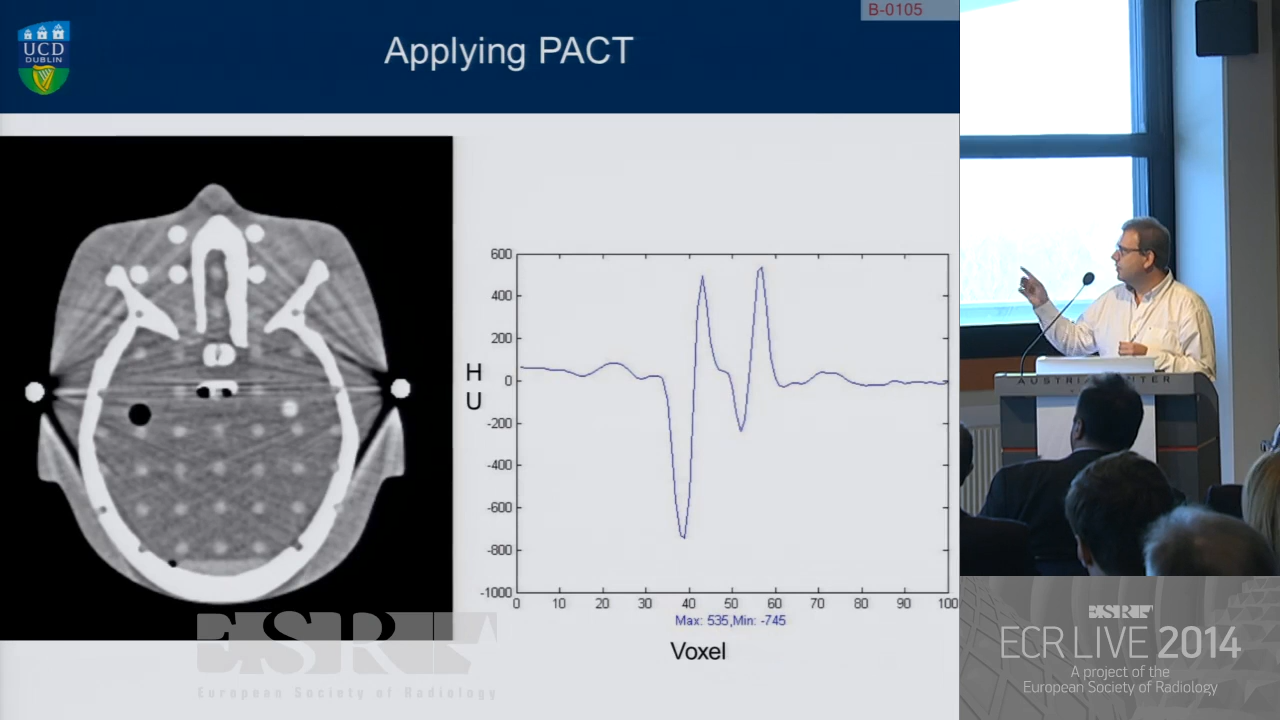 B-0105
UCD
DUBLIN
Applying PACT
600
400
200
0
-200
-400
-600
-800
-1000
H
U
0 10 20 30 40 50 60 70 80 90 100
Max: 535,Min: -745
Voxel
ESR
European Society of Radiology
AUSTRIA CENTER
ESR
ECR LIVE 2014
A project of the
European Society of Radiology